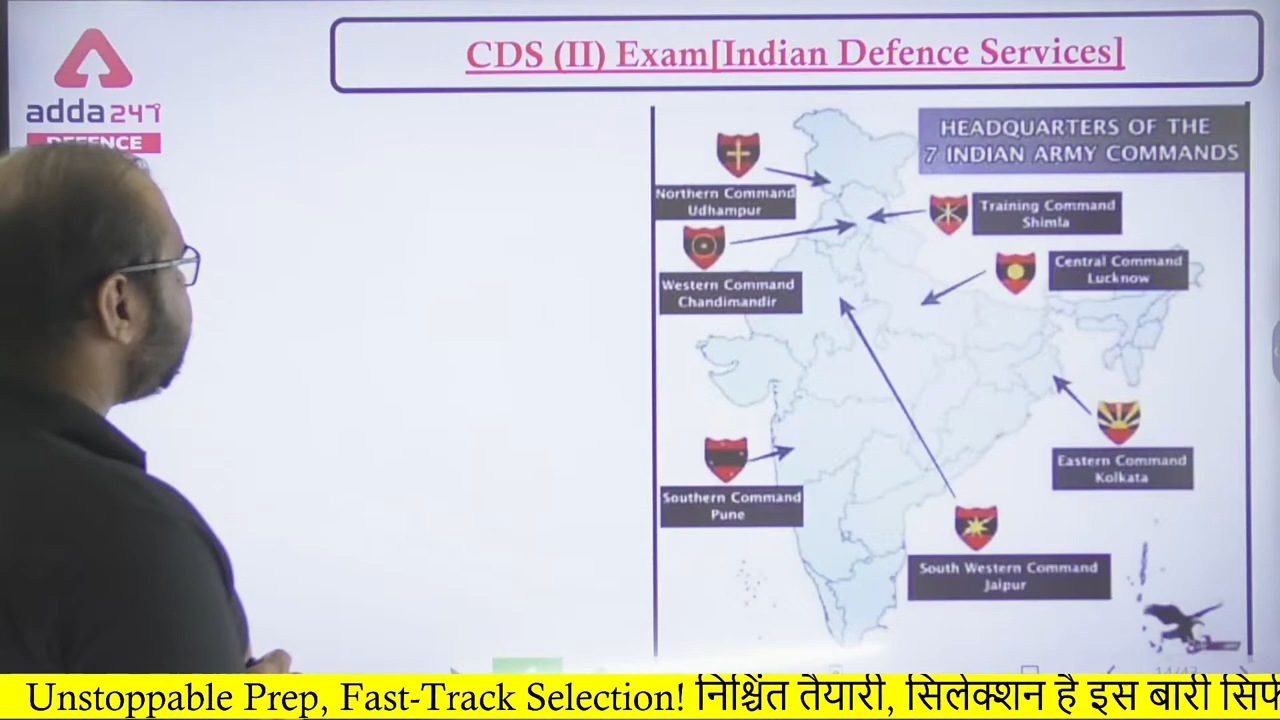 CDS (II) Exam[Indian Defence Services]
adda247
DEFENCE
HEADQUARTERS OF THE
7 INDIAN ARMY COMMANDS
Northern Command
Udhampur
Training Command
Shimla
Western Command
Chandimandir
Central Command
Lucknow
Southern Command
Pune
Eastern Command
Kolkata
South Western Command
Jaipur
14/43
Unstoppable Prep, Fast-Track Selection! निश्चिंत तैयारी, सिलेक्शन है इस बारी सिर्फ